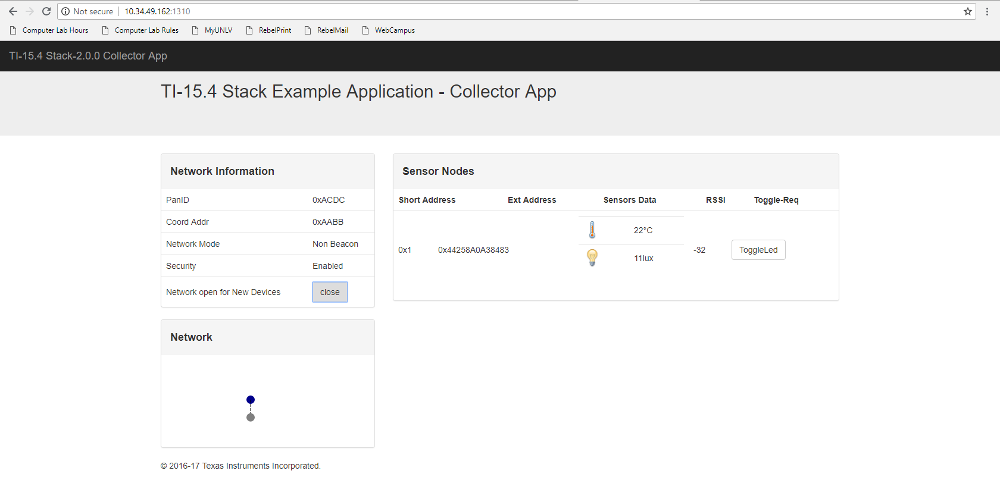 Not secure | 10.34.49.162:1310
Computer Lab Hours Computer Lab Rules MyUNLV RebelPrint RebelMail WebCampus
TI-15.4 Stack-2.0.0 Collector App
TI-15.4 Stack Example Application - Collector App
Network Information
PanID 0xACDC
Coord Addr 0xAABB
Network Mode Non Beacon
Security Enabled
Network open for New Devices close
Sensor Nodes
Short Address Ext Address Sensors Data RSSI Toggle-Req
22°C
0x1 0x44258A0A38483 -32 ToggleLed
11lux
Network
© 2016-17 Texas Instruments Incorporated.